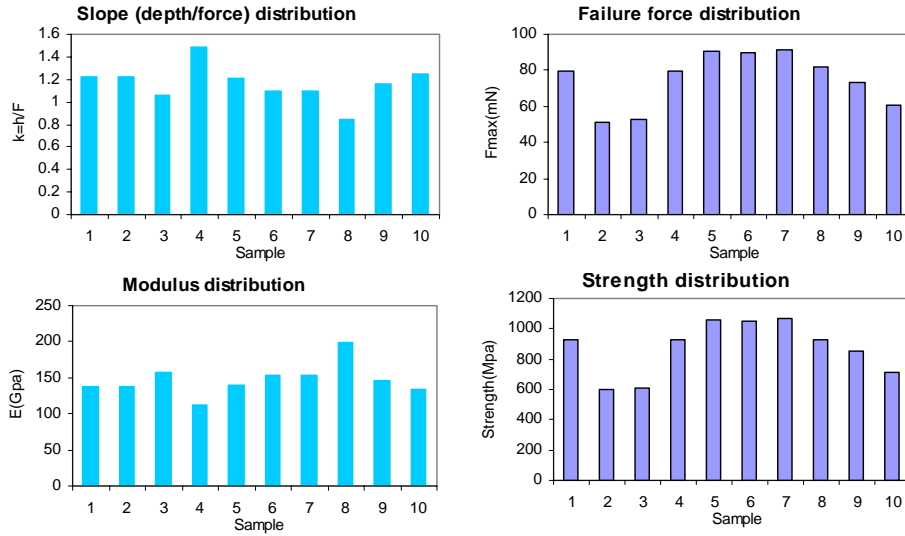 Slope (depth/force) distribution
k=h/F
1.6
1.4
1.2
1
0.8
0.6
0.4
0.2
0
1 2 3 4 5 6 7 8 9 10
Sample
Failure force distribution
Fmax(mN)
100
80
60
40
20
0
1 2 3 4 5 6 7 8 9 10
Sample
Modulus distribution
E(Gpa)
250
200
150
100
50
0
1 2 3 4 5 6 7 8 9 10
Sample
Strength distribution
Strength(Mpa)
1200
1000
800
600
400
200
0
1 2 3 4 5 6 7 8 9 10
Sample